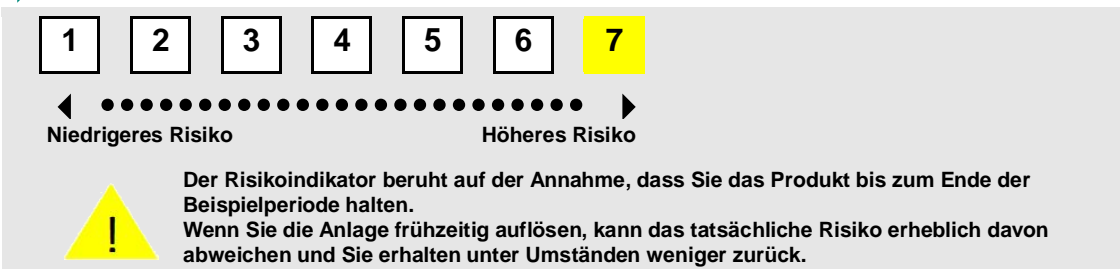 1 2 3 4 5 6 7
Niedrigeres Risiko Höheres Risiko
Der Risikoindikator beruht auf der Annahme, dass Sie das Produkt bis zum Ende der
Beispielperiode halten.
! Wenn Sie die Anlage frühzeitig auflösen, kann das tatsächliche Risiko erheblich davon
abweichen und Sie erhalten unter Umständen weniger zurück.